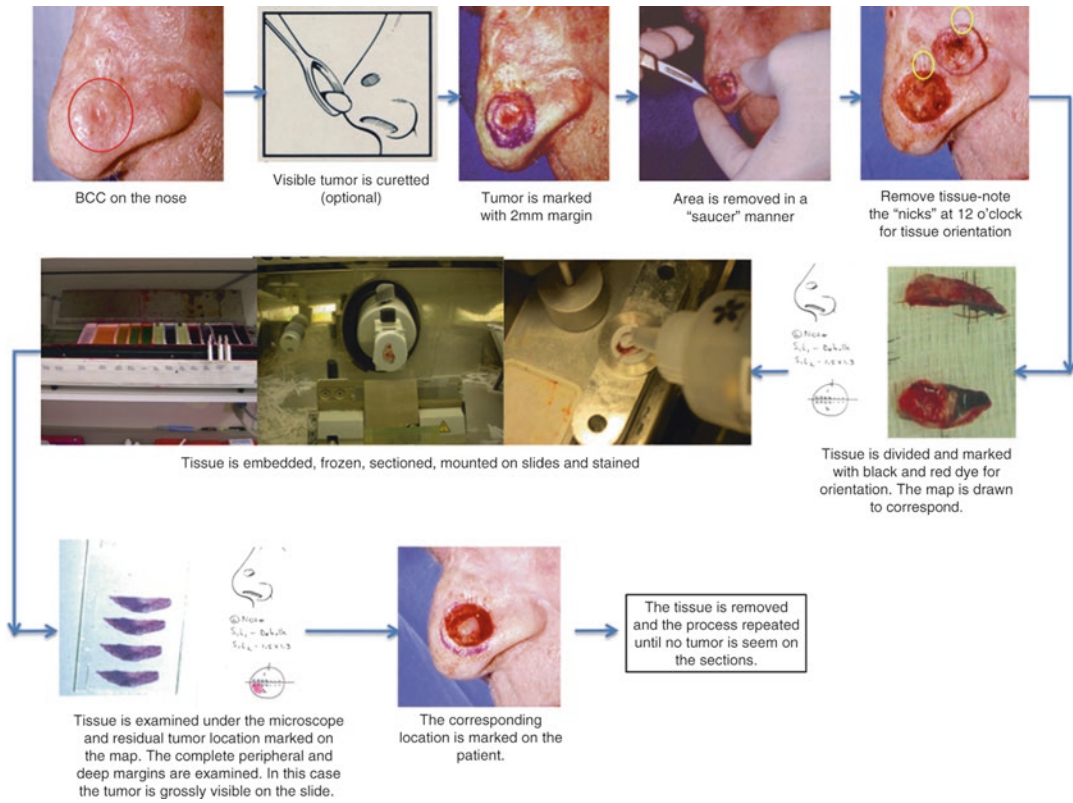 BCC on the nose
Visible tumor is curetted
(optional)
Tumor is marked
with 2mm margin
Area is removed in a
“saucer” manner
Remove tissue-note
the “nicks” at 12 o’clock
for tissue orientation
Nose
Tissue is divided and marked
with black and red dye for
orientation. The map is drawn
to correspond.
Tissue is embedded, frozen, sectioned, mounted on slides and stained
Nose
Tissue is examined under the microscope
and residual tumor location marked on
the map. The complete peripheral and
deep margins are examined. In this case
the tumor is grossly visible on the slide.
The corresponding
location is marked on the
patient.
The tissue is removed
and the process repeated
until no tumor is seem on
the sections.